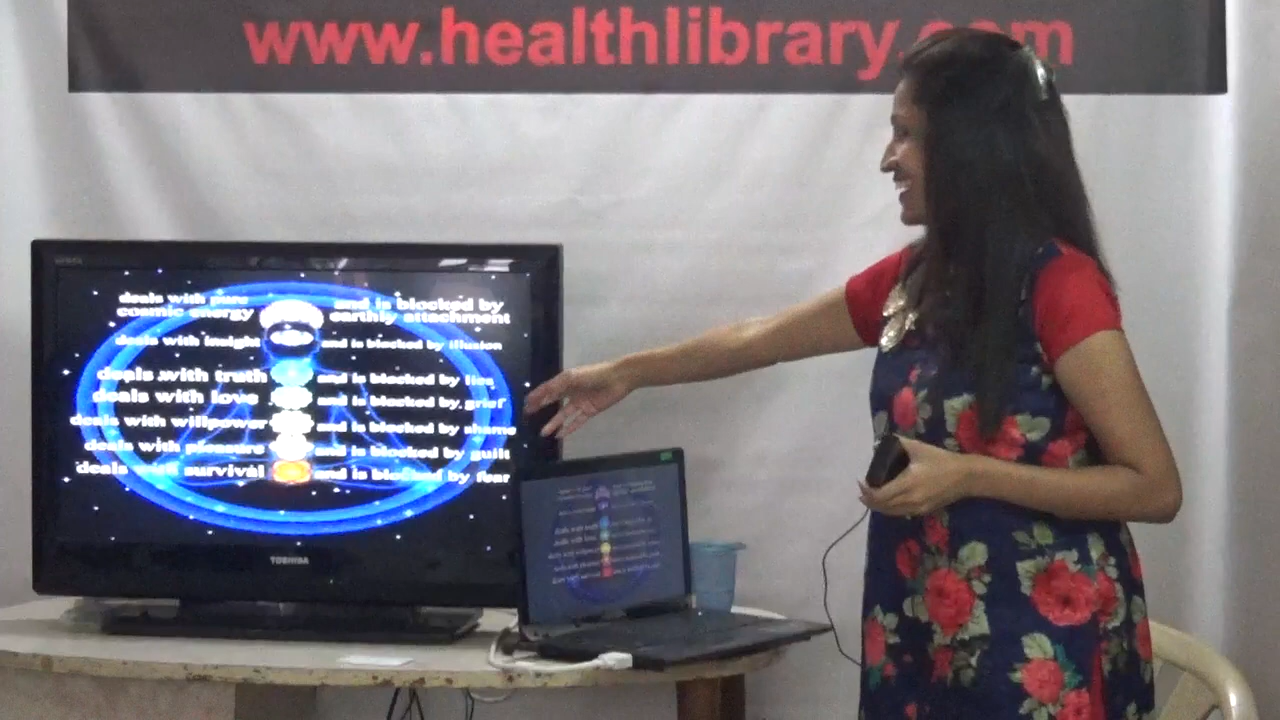 www.healthlibrary.com
deals with pure
cosmic energy
and is blocked by
earthly attachment
deals with insight and is blocked by illusion
deals with truth and is blocked by lies
deals with love and is blocked by grief
deals with willpower and is blocked by shame
deals with pleasure and is blocked by guilt
deals with survival and is blocked by fear
TOSHIBA